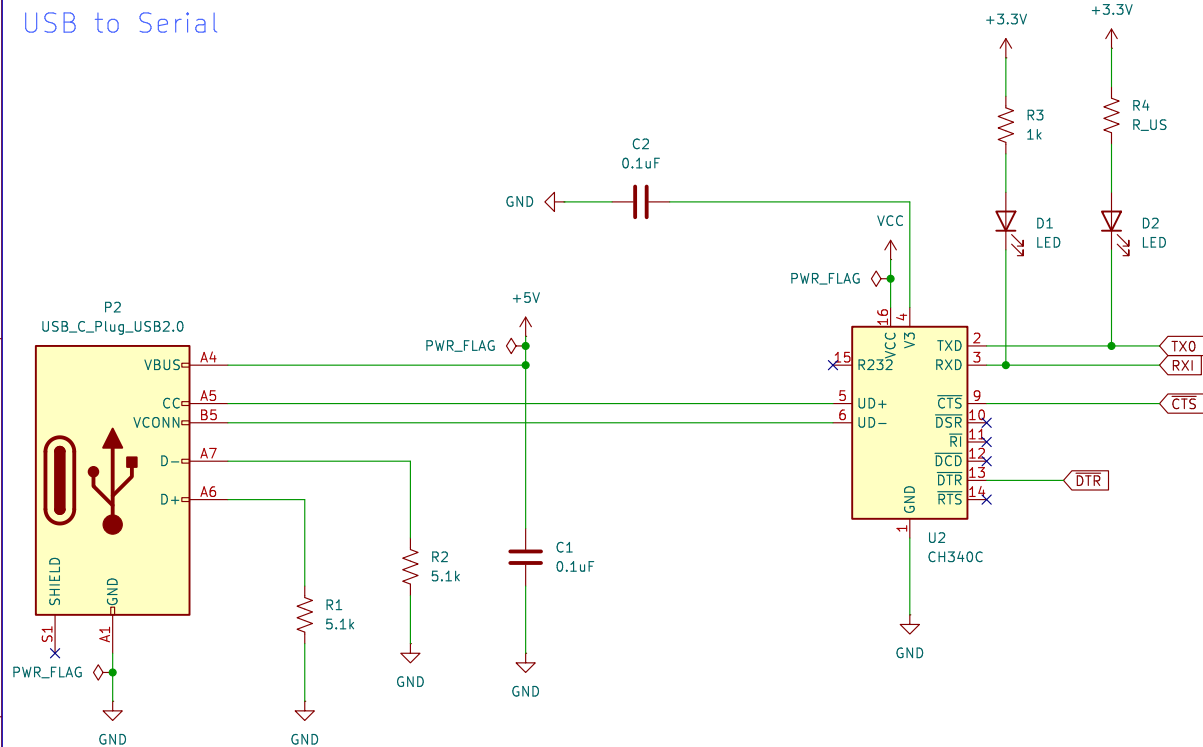 USB to Serial
+3.3V
+3.3V
R3
1k
R4
R_US
C2
0.1uF
GND
VCC
D1
LED
D2
LED
PWR_FLAG
P2
USB_C_Plug_USB2.0
+5V
PWR_FLAG
16
4
VCC
V3
VBUS
A4
15
R232
TXD
2
TX0
RXD
3
RXI
CC
A5
5
UD+
CTS
9
CTS
VCONN
B5
6
UD-
DSR
10
RI
11
D-
A7
DCD
12
DTR
13
DTR
D+
A6
RTS
14
GND
1
U2
CH340C
R2
5.1k
C1
0.1uF
SHIELD
GND
S1
A1
R1
5.1k
PWR_FLAG
GND
GND
GND
GND
GND